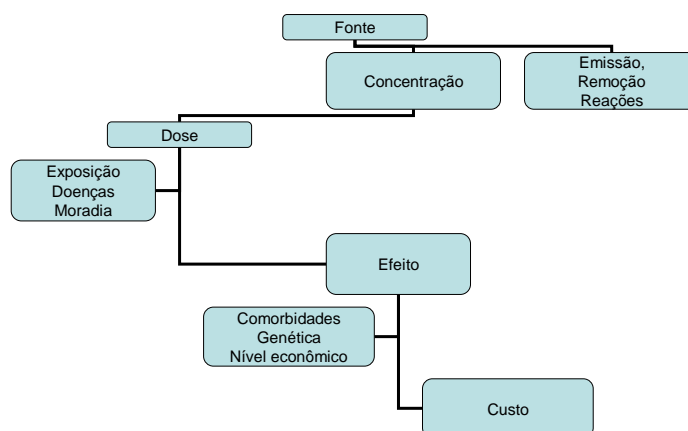 Fonte
Concentração
Emissão,
Remoção
Reações
Dose
Exposição
Doenças
Moradia
Efeito
Comorbidades
Genética
Nível econômico
Custo